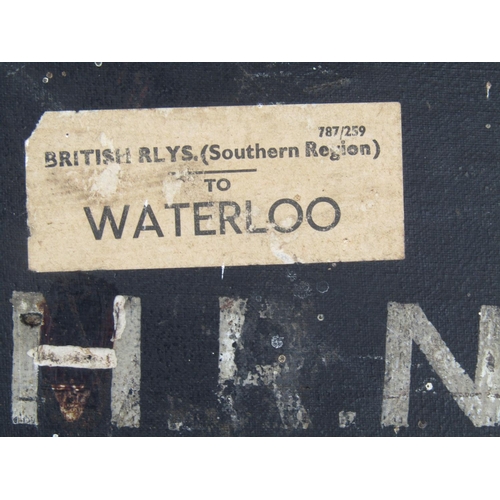 787/259
BRITISH RLYS. (Southern Region)
TO
WATERLOO